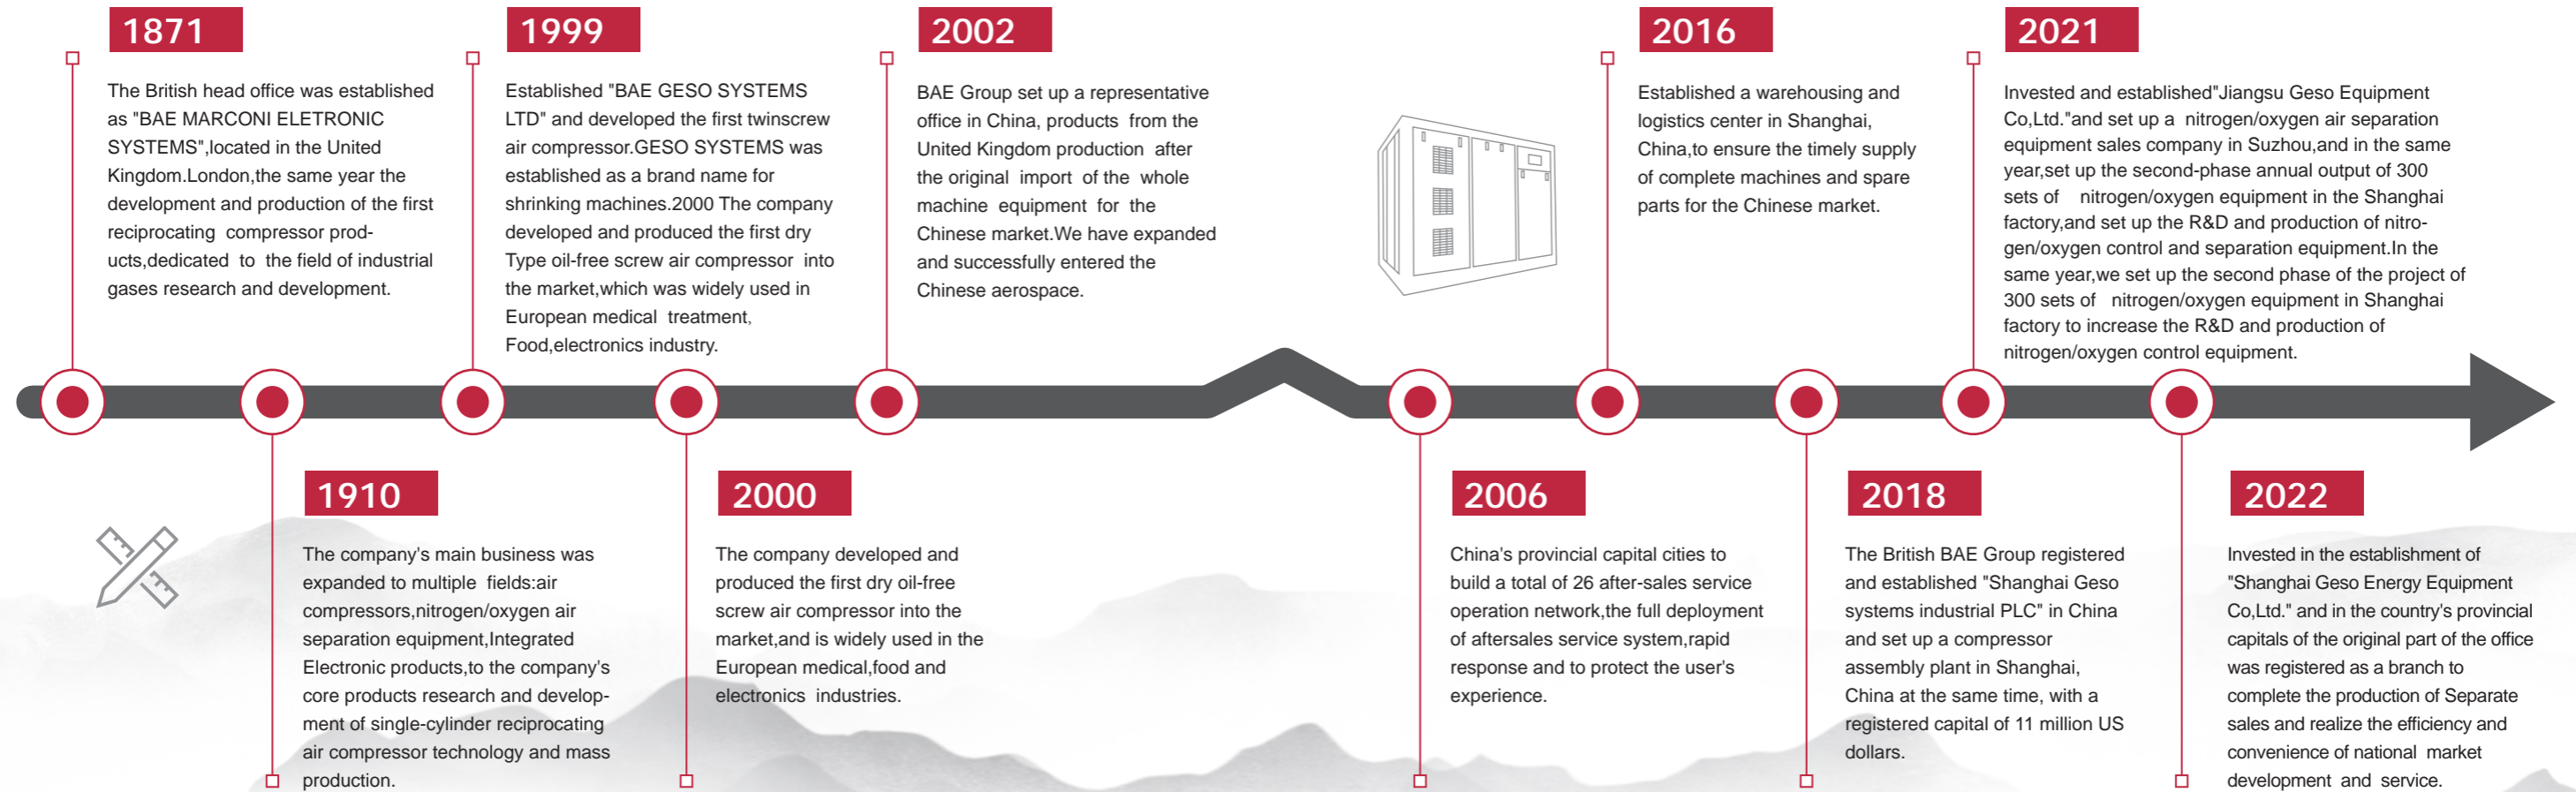 1871
The British head office was established
as "BAE MARCONI ELETRONIC
SYSTEMS",located in the United
Kingdom.London,the same year the
development and production of the first
reciprocating compressor prod-
ucts,dedicated to the field of industrial
gases research and development.
1910
The company's main business was
expanded to multiple fields:air
compressors,nitrogen/oxygen air
separation equipment,Integrated
Electronic products,to the company's
core products research and develop-
ment of single-cylinder reciprocating
air compressor technology and mass
production.
1999
Established "BAE GESO SYSTEMS
LTD" and developed the first twinscrew
air compressor.GESO SYSTEMS was
established as a brand name for
shrinking machines.2000 The company
developed and produced the first dry
Type oil-free screw air compressor into
the market,which was widely used in
European medical treatment,
Food,electronics industry.
2000
The company developed and
produced the first dry oil-free
screw air compressor into the
market,and is widely used in the
European medical,food and
electronics industries.
2002
BAE Group set up a representative
office in China, products from the
United Kingdom production after
the original import of the whole
machine equipment for the
Chinese market.We have expanded
and successfully entered the
Chinese aerospace.
2006
China's provincial capital cities to
build a total of 26 after-sales service
operation network,the full deployment
of aftersales service system,rapid
response and to protect the user's
experience.
2016
Established a warehousing and
logistics center in Shanghai,
China,to ensure the timely supply
of complete machines and spare
parts for the Chinese market.
2018
The British BAE Group registered
and established "Shanghai Geso
systems industrial PLC" in China
and set up a compressor
assembly plant in Shanghai,
China at the same time, with a
registered capital of 11 million US
dollars.
2021
Invested and established"Jiangsu Geso Equipment
Co,Ltd."and set up a nitrogen/oxygen air separation
equipment sales company in Suzhou,and in the same
year,set up the second-phase annual output of 300
sets of nitrogen/oxygen equipment in the Shanghai
factory,and set up the R&D and production of nitro-
gen/oxygen control and separation equipment.In the
same year,we set up the second phase of the project of
300 sets of nitrogen/oxygen equipment in Shanghai
factory to increase the R&D and production of
nitrogen/oxygen control equipment.
2022
Invested in the establishment of
"Shanghai Geso Energy Equipment
Co,Ltd." and in the country's provincial
capitals of the original part of the office
was registered as a branch to
complete the production of Separate
sales and realize the efficiency and
convenience of national market
development and service.